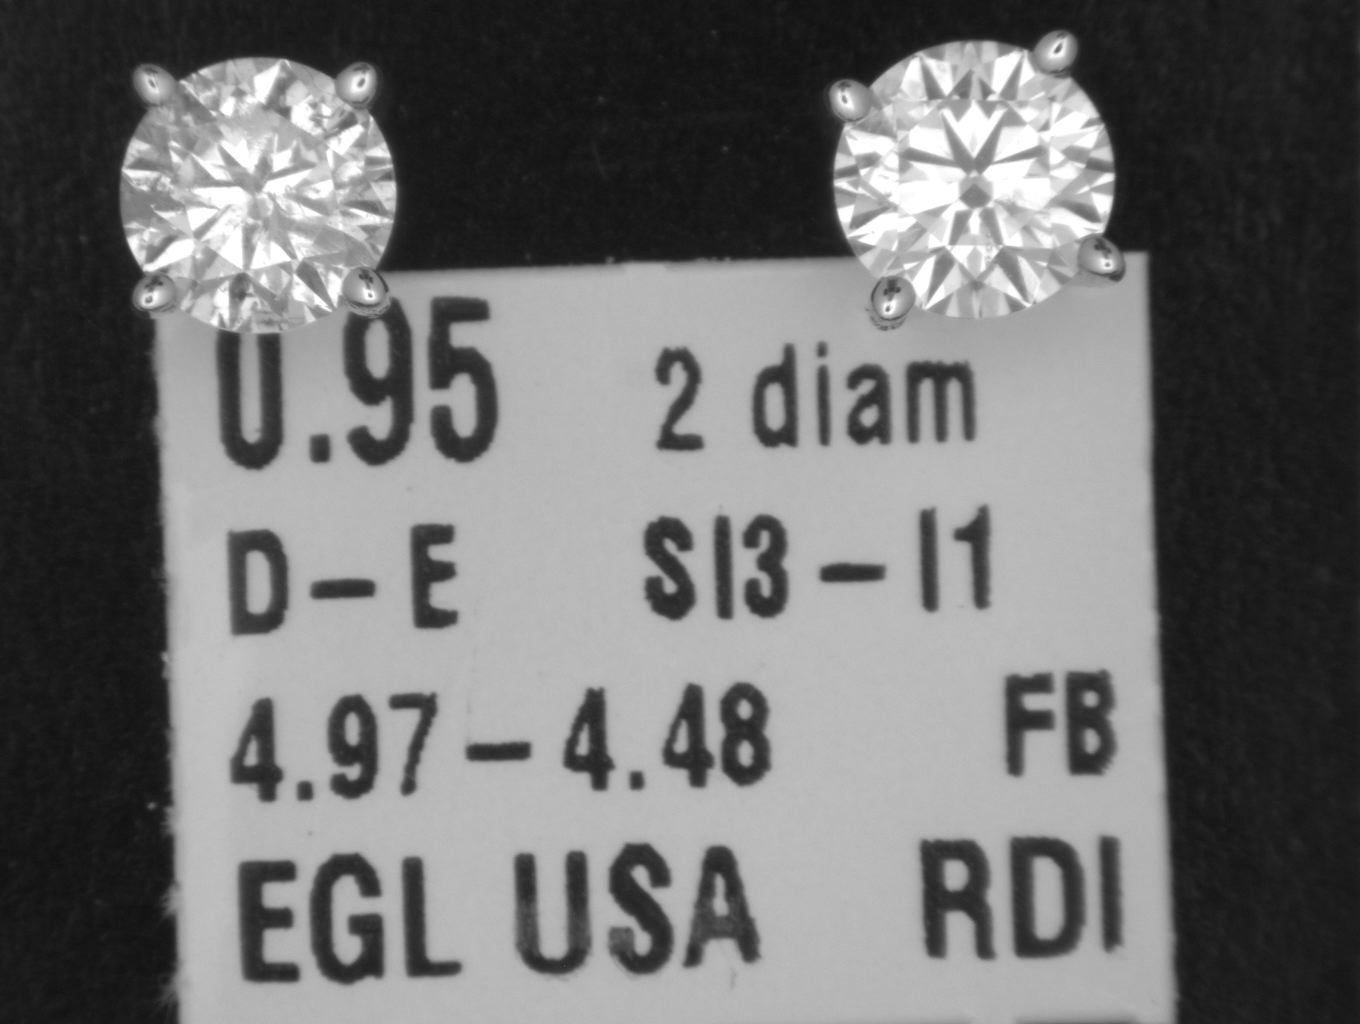 0.95 2 diam
D-E SI3-I1
4.97-4.48 FB
EGL USA RDI